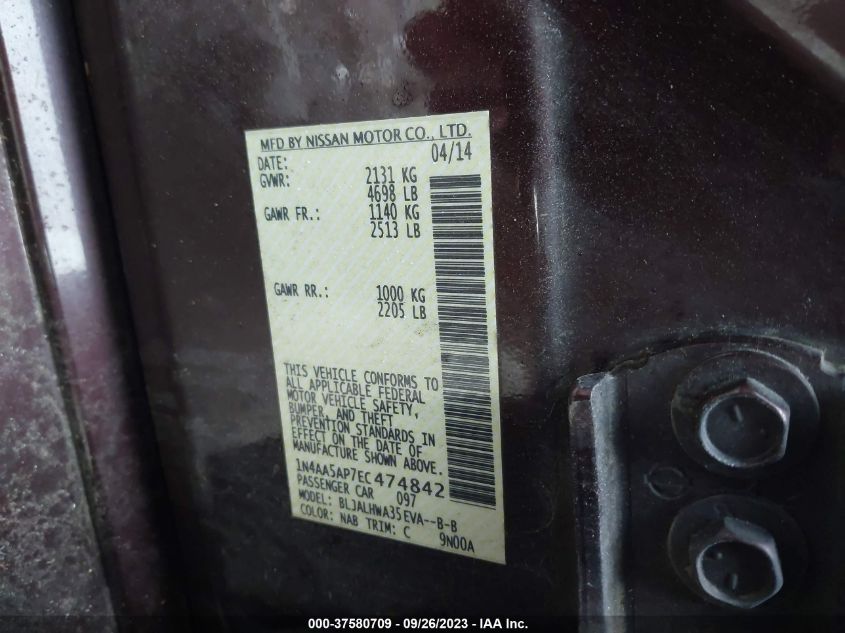 MFD BY NISSAN MOTOR CO., LTD.
DATE: 04/14
GVWR: 2131 KG
4698 LB
GAWR FR.: 1140 KG
2513 LB
GAWR RR.: 1000 KG
2205 LB
THIS VEHICLE CONFORMS TO
ALL APPLICABLE FEDERAL
MOTOR VEHICLE SAFETY,
BUMPER, AND THEFT
PREVENTION STANDARDS IN
EFFECT ON THE DATE OF
MANUFACTURE SHOWN ABOVE.
1N4AA5AP7EC474842
PASSENGER CAR 097
MODEL: BLJALHWA35EVA--B-B
COLOR: NAB TRIM: C 9N00A
000-37580709 - 09/26/2023 - IAA Inc.